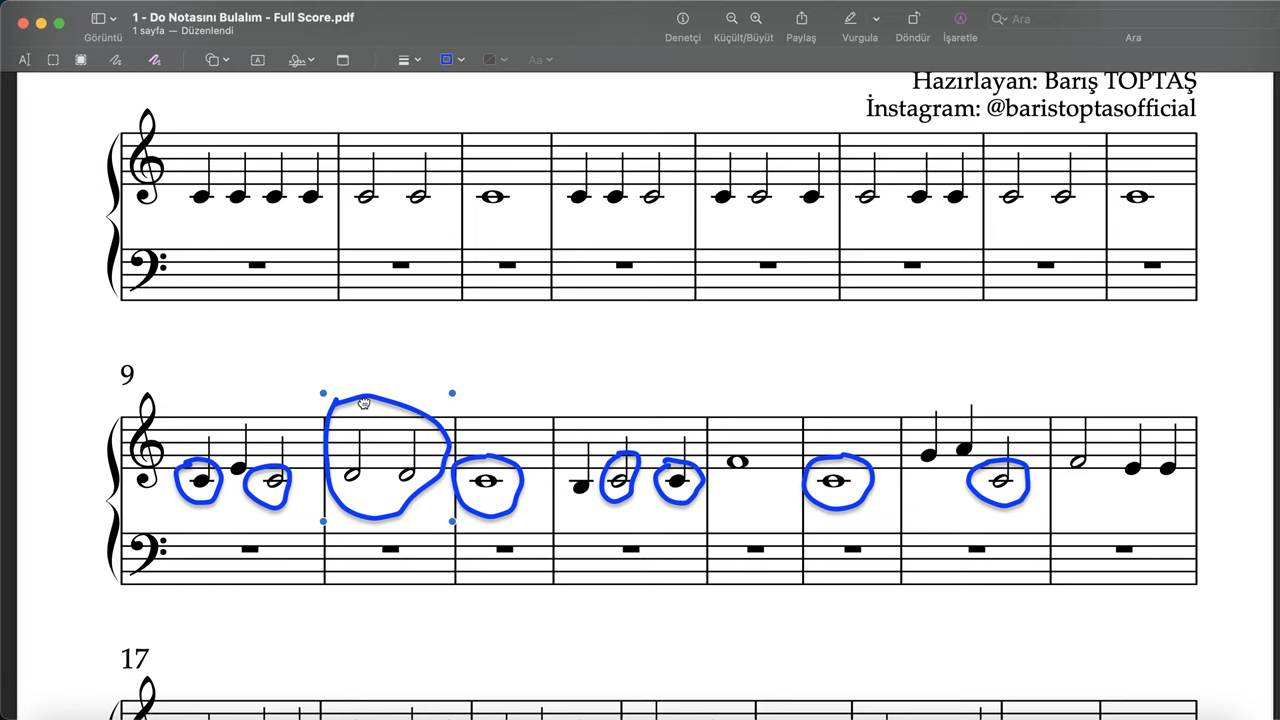 1 - Do Notasını Bulalım - Full Score.pdf
1 sayfa — Düzenlendi
Görüntü
Denetçi
Küçült/Büyüt
Paylaş
Vurgula
Döndür
İşaretle
Ara
Ara
Aa
Hazırlayan: Barış TOPTAŞ
İnstagram: @baristoptasofficial
9
17